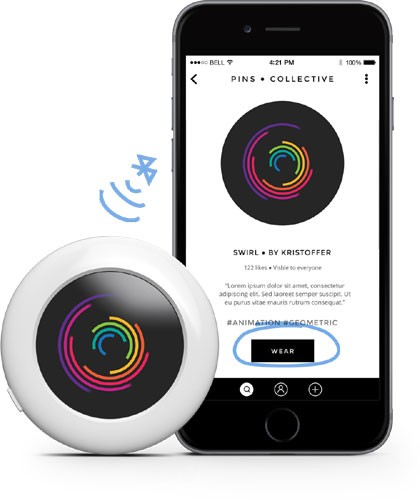 BELL 4:21 PM 100%
PINS • COLLECTIVE
SWIRL • BY KRISTOFFER
122 likes • Visible to everyone
"Lorem ipsum dolor sit amet, consectetur
adipiscing elit. Sed laoreet semper suscipit. Ut
eu purus vitae mauris rutrum consequat."
#ANIMATION #GEOMETRIC
WEAR